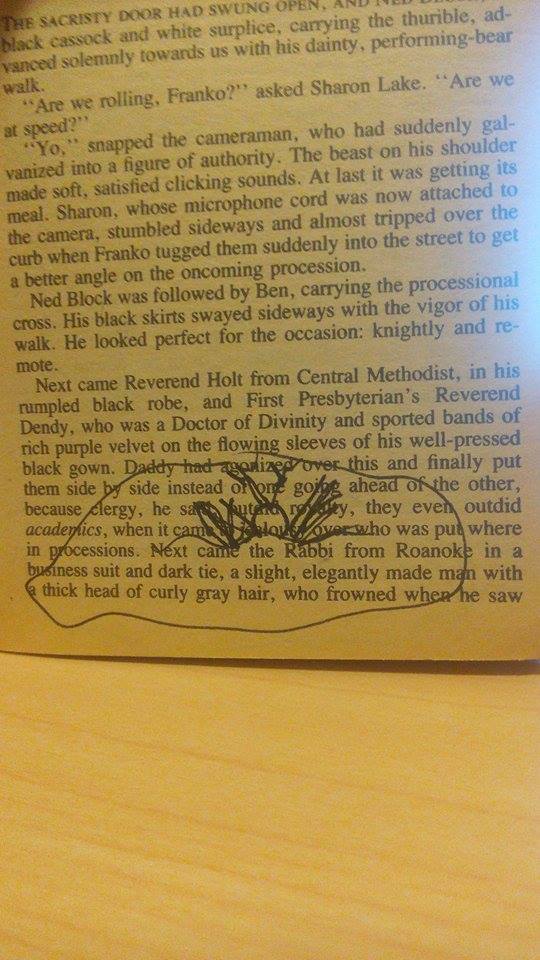 THE SACRISTY DOOR HAD SWUNG OPEN, AND NED
black cassock and white surplice, carrying the thurible, ad-
vanced solemnly towards us with his dainty, performing-bear
walk.
"Are we rolling, Franko?" asked Sharon Lake. "Are we
at speed?"
"Yo," snapped the cameraman, who had suddenly gal-
vanized into a figure of authority. The beast on his shoulder
made soft, satisfied clicking sounds. At last it was getting its
meal. Sharon, whose microphone cord was now attached to
the camera, stumbled sideways and almost tripped over the
curb when Franko tugged them suddenly into the street to get
a better angle on the oncoming procession.
Ned Block was followed by Ben, carrying the processional
cross. His black skirts swayed sideways with the vigor of his
walk. He looked perfect for the occasion: knightly and re-
mote.
Next came Reverend Holt from Central Methodist, in his
rumpled black robe, and First Presbyterian's Reverend
Dendy, who was a Doctor of Divinity and sported bands of
rich purple velvet on the flowing sleeves of his well-pressed
black gown. Daddy had agonized over this and finally put
them side by side instead of one going ahead of the other,
because clergy, he outdid royalty, they even outdid
academics, when it came jealous over who was put where
in processions. Next came the Rabbi from Roanoke in a
business suit and dark tie, a slight, elegantly made man with
a thick head of curly gray hair, who frowned when he saw